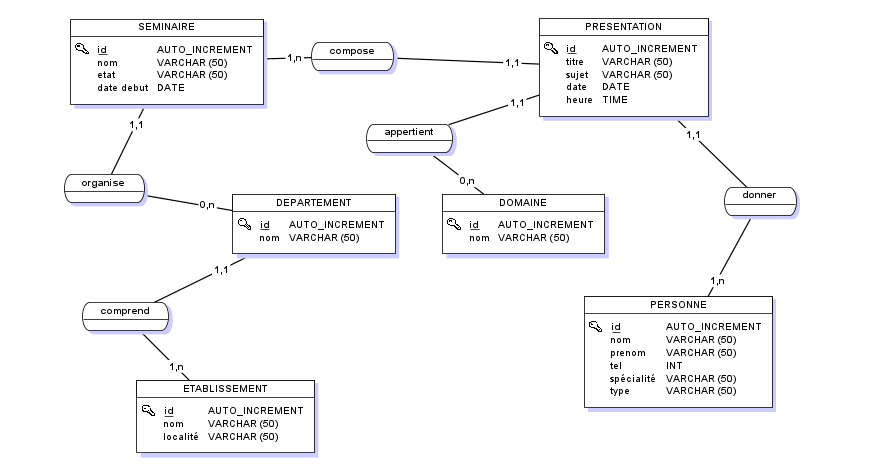 SEMINAIRE
id AUTO_INCREMENT
nom VARCHAR (50)
etat VARCHAR (50)
date debut DATE
1,n
compose
1,1
PRESENTATION
id AUTO_INCREMENT
titre VARCHAR (50)
sujet VARCHAR (50)
date DATE
heure TIME
1,1
organise
0,n
1,1
appertient
0,n
1,1
donner
1,n
DEPARTEMENT
id AUTO_INCREMENT
nom VARCHAR (50)
DOMAINE
id AUTO_INCREMENT
nom VARCHAR (50)
1,1
comprend
1,n
PERSONNE
id AUTO_INCREMENT
nom VARCHAR (50)
prenom VARCHAR (50)
tel INT
spécialité VARCHAR (50)
type VARCHAR (50)
ETABLISSEMENT
id AUTO_INCREMENT
nom VARCHAR (50)
localité VARCHAR (50)